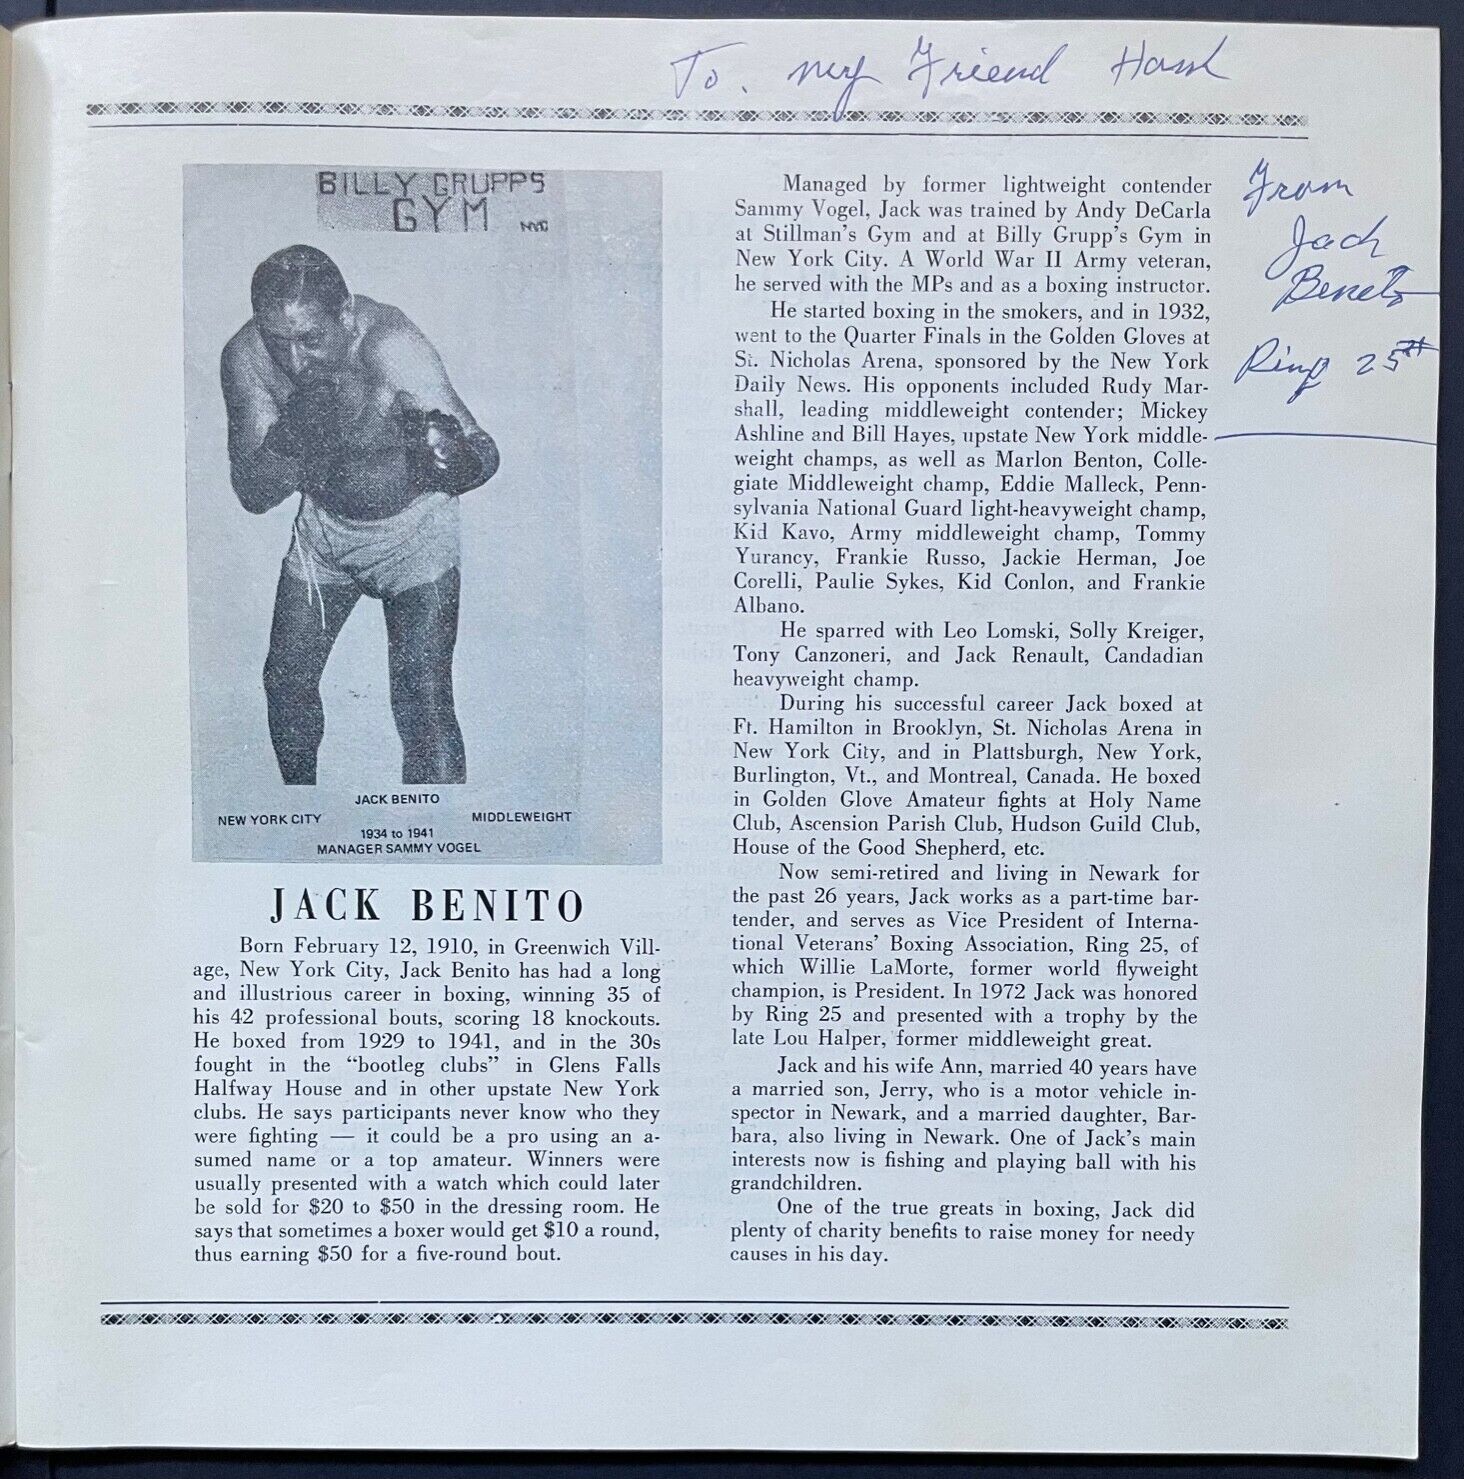 To. my Friend Hank
From
Jack
Benito
Ring 25th
BILLY GRUPPS
GYM NYC
JACK BENITO
NEW YORK CITY MIDDLEWEIGHT
1934 to 1941
MANAGER SAMMY VOGEL
JACK BENITO
Born February 12, 1910, in Greenwich Vill-
age, New York City, Jack Benito has had a long
and illustrious career in boxing, winning 35 of
his 42 professional bouts, scoring 18 knockouts.
He boxed from 1929 to 1941, and in the 30s
fought in the “bootleg clubs” in Glens Falls
Halfway House and in other upstate New York
clubs. He says participants never know who they
were fighting — it could be a pro using an a-
sumed name or a top amateur. Winners were
usually presented with a watch which could later
be sold for $20 to $50 in the dressing room. He
says that sometimes a boxer would get $10 a round,
thus earning $50 for a five-round bout.
Managed by former lightweight contender
Sammy Vogel, Jack was trained by Andy DeCarla
at Stillman’s Gym and at Billy Grupp’s Gym in
New York City. A World War II Army veteran,
he served with the MPs and as a boxing instructor.
He started boxing in the smokers, and in 1932,
went to the Quarter Finals in the Golden Gloves at
St. Nicholas Arena, sponsored by the New York
Daily News. His opponents included Rudy Mar-
shall, leading middleweight contender; Mickey
Ashline and Bill Hayes, upstate New York middle-
weight champs, as well as Marlon Benton, Colle-
giate Middleweight champ, Eddie Malleck, Penn-
sylvania National Guard light-heavyweight champ,
Kid Kavo, Army middleweight champ, Tommy
Yurancy, Frankie Russo, Jackie Herman, Joe
Corelli, Paulie Sykes, Kid Conlon, and Frankie
Albano.
He sparred with Leo Lomski, Solly Kreiger,
Tony Canzoneri, and Jack Renault, Candadian
heavyweight champ.
During his successful career Jack boxed at
Ft. Hamilton in Brooklyn, St. Nicholas Arena in
New York City, and in Plattsburgh, New York,
Burlington, Vt., and Montreal, Canada. He boxed
in Golden Glove Amateur fights at Holy Name
Club, Ascension Parish Club, Hudson Guild Club,
House of the Good Shepherd, etc.
Now semi-retired and living in Newark for
the past 26 years, Jack works as a part-time bar-
tender, and serves as Vice President of Interna-
tional Veterans’ Boxing Association, Ring 25, of
which Willie LaMorte, former world flyweight
champion, is President. In 1972 Jack was honored
by Ring 25 and presented with a trophy by the
late Lou Halper, former middleweight great.
Jack and his wife Ann, married 40 years have
a married son, Jerry, who is a motor vehicle in-
spector in Newark, and a married daughter, Bar-
bara, also living in Newark. One of Jack’s main
interests now is fishing and playing ball with his
grandchildren.
One of the true greats in boxing, Jack did
plenty of charity benefits to raise money for needy
causes in his day.